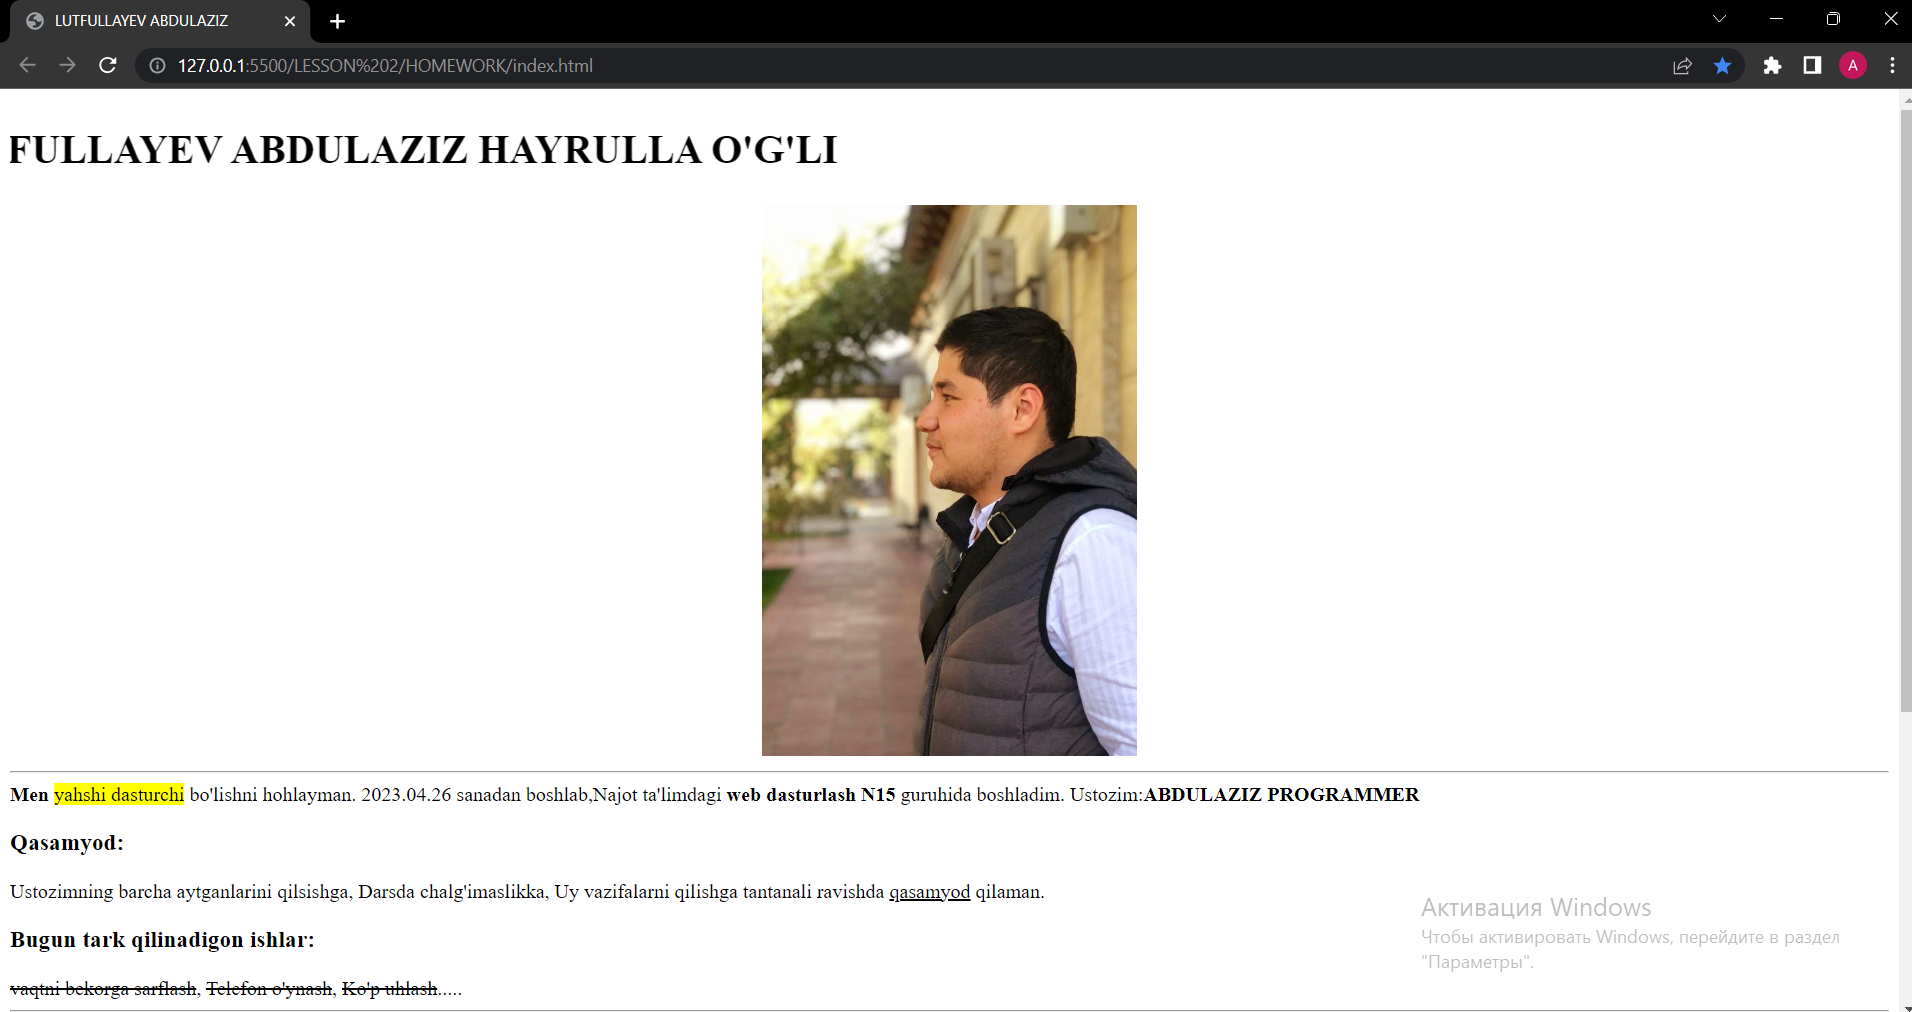 LUTFULLAYEV ABDULAZIZ
127.0.0.1:5500/LESSON%202/HOMEWORK/index.html
A
FULLAYEV ABDULAZIZ HAYRULLA O'G'LI
Men yahshi dasturchi bo'lishni hohlayman. 2023.04.26 sanadan boshlab,Najot ta'limdagi web dasturlash N15 guruhida boshladim. Ustozim:ABDULAZIZ PROGRAMMER
Qasamyod:
Ustozimning barcha aytganlarini qilsishga, Darsda chalg'imaslikka, Uy vazifalarni qilishga tantanali ravishda qasamyod qilaman.
Bugun tark qilinadigon ishlar:
vaqtni bekorga sarflash, Telefon o'ynash, Ko'p uhlash.....
Активация Windows
Чтобы активировать Windows, перейдите в раздел
"Параметры".